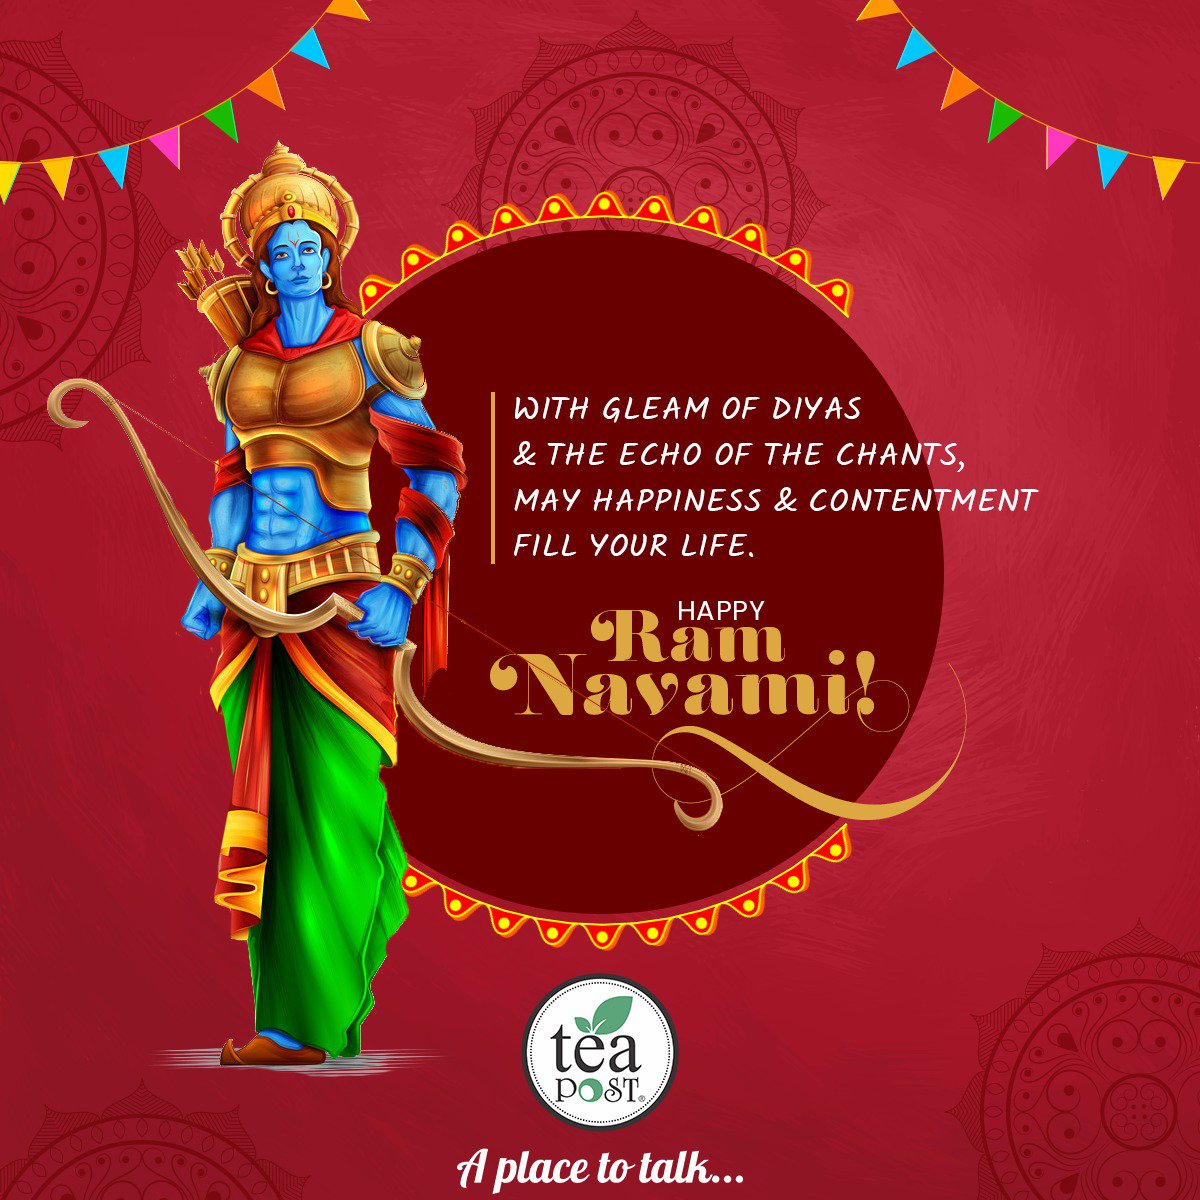 WITH GLEAM OF DIYAS
& THE ECHO OF THE CHANTS,
MAY HAPPINESS & CONTENTMENT
FILL YOUR LIFE.
HAPPY
Ram
Navami!
tea
POST®
A place to talk...